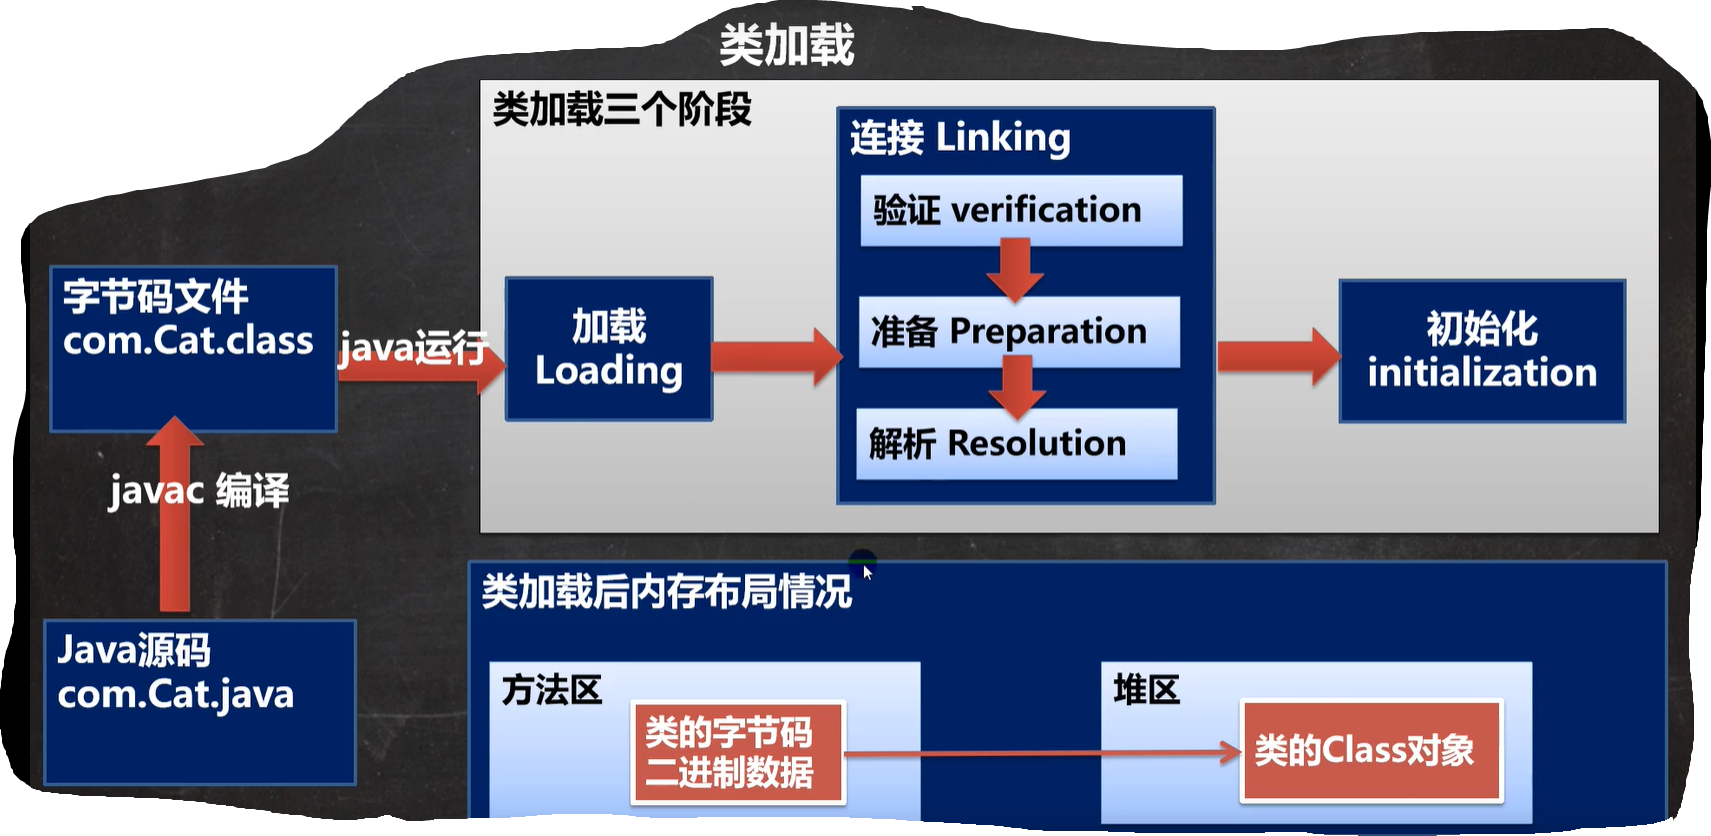 类加载
类加载三个阶段
连接 Linking
验证 verification
准备 Preparation
解析 Resolution
加载
Loading
初始化
initialization
字节码文件
com.Cat.class
java运行
javac 编译
Java源码
com.Cat.java
类加载后内存布局情况
方法区
类的字节码
二进制数据
堆区
类的Class对象